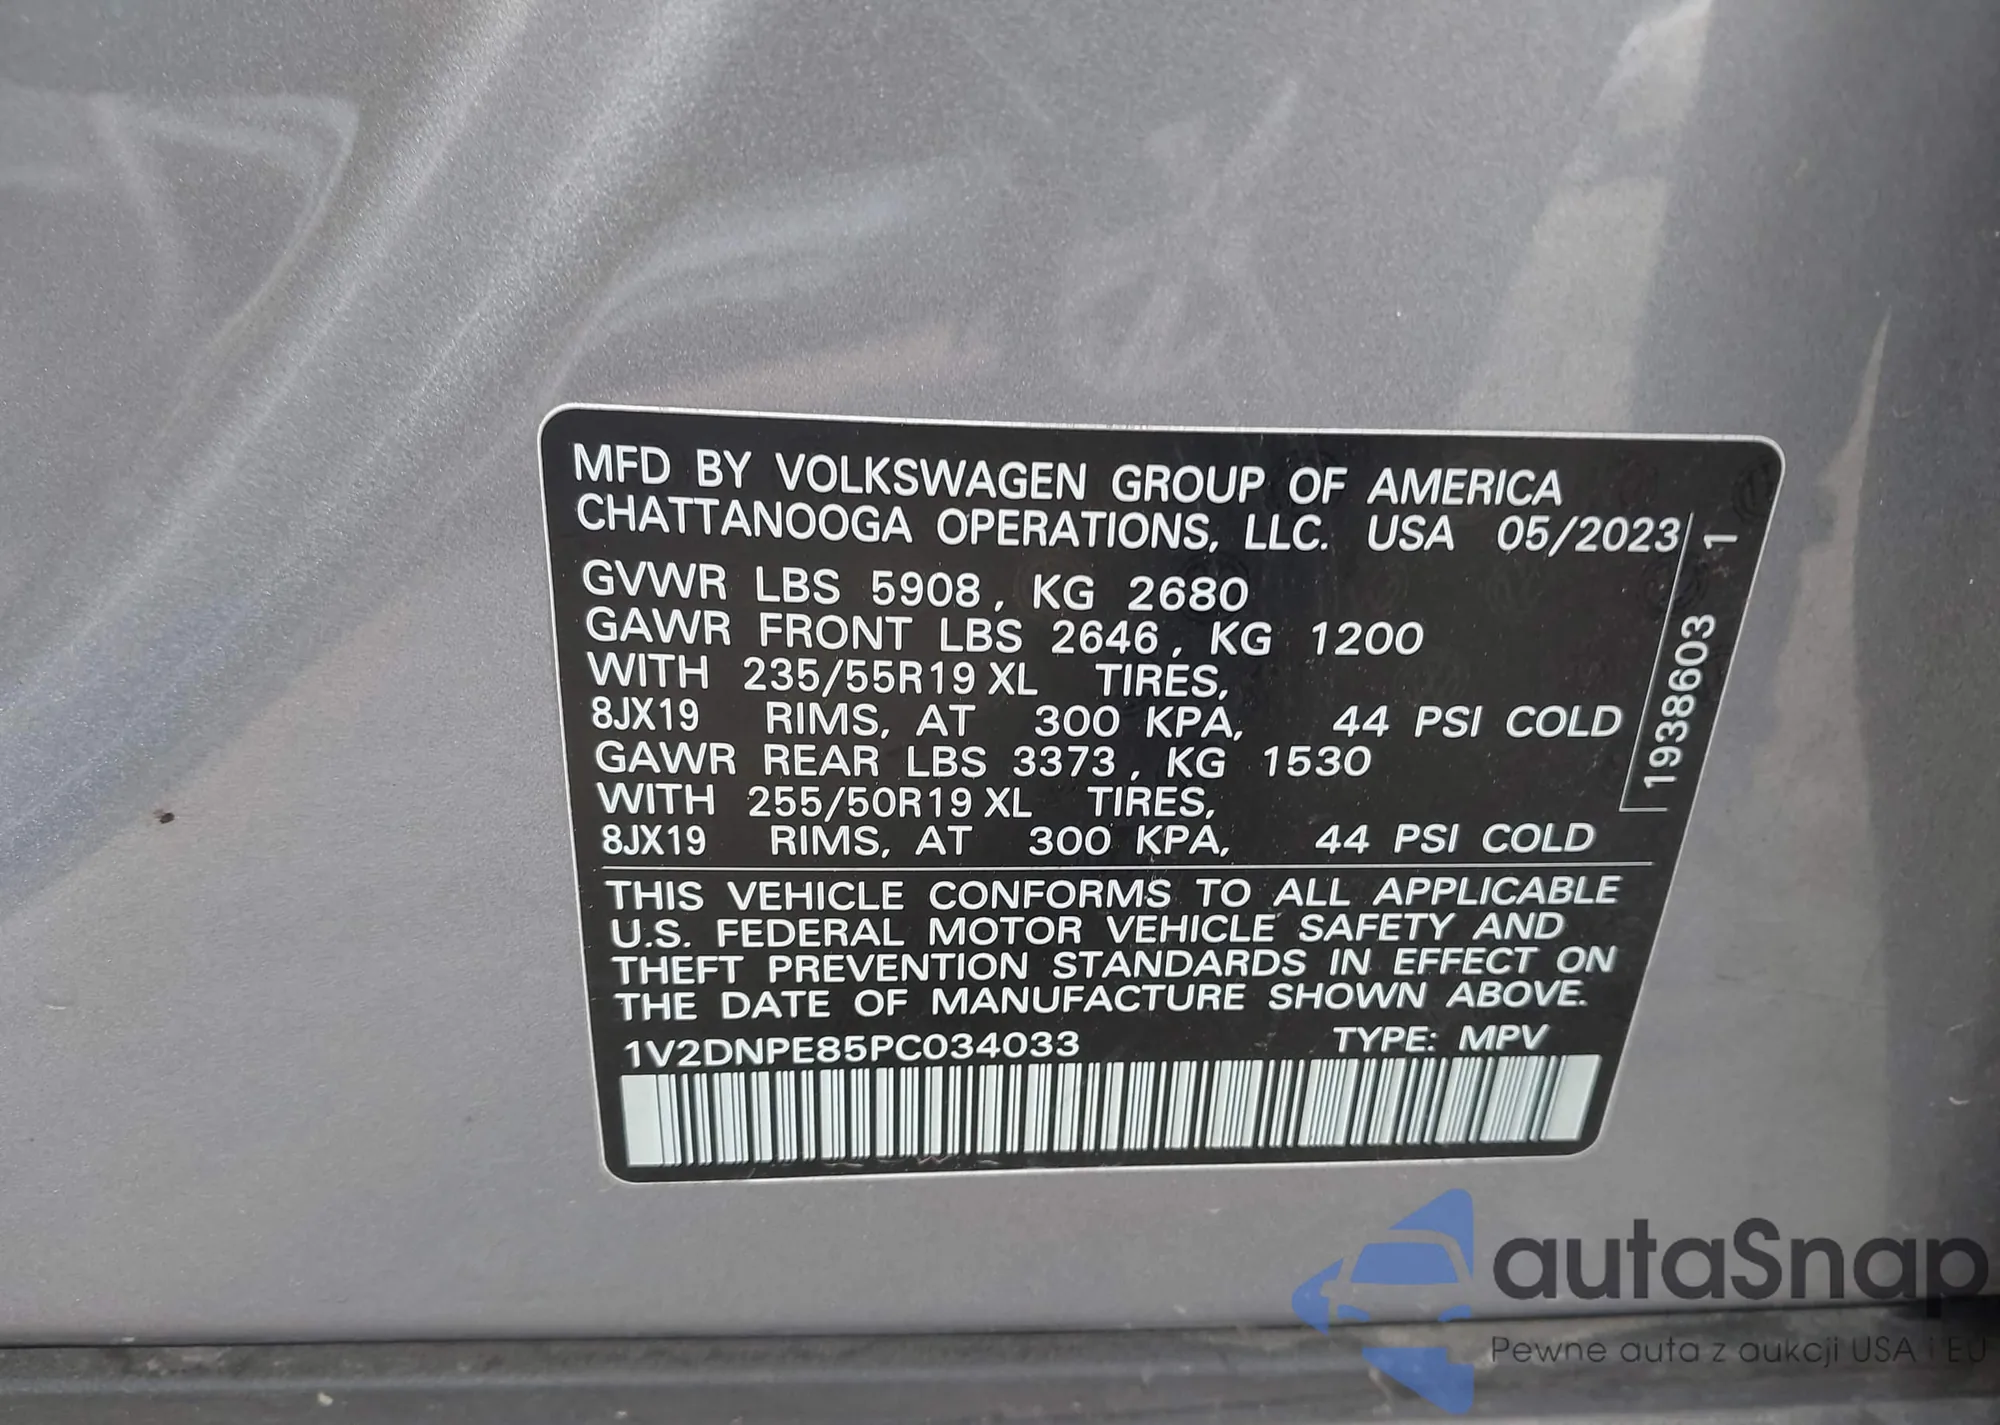 MFD BY VOLKSWAGEN GROUP OF AMERICA
CHATTANOOGA OPERATIONS, LLC. USA 05/2023
GVWR LBS 5908, KG 2680
GAWR FRONT LBS 2646, KG 1200
WITH 235/55R19 XL TIRES,
8JX19 RIMS, AT 300 KPA, 44 PSI COLD
GAWR REAR LBS 3373, KG 1530
WITH 255/50R19 XL TIRES,
8JX19 RIMS, AT 300 KPA, 44 PSI COLD
1938603 1
THIS VEHICLE CONFORMS TO ALL APPLICABLE
U.S. FEDERAL MOTOR VEHICLE SAFETY AND
THEFT PREVENTION STANDARDS IN EFFECT ON
THE DATE OF MANUFACTURE SHOWN ABOVE.
1V2DNPE85PC034033 TYPE: MPV
autaSnap
Pewne auta z aukcji USA i EU